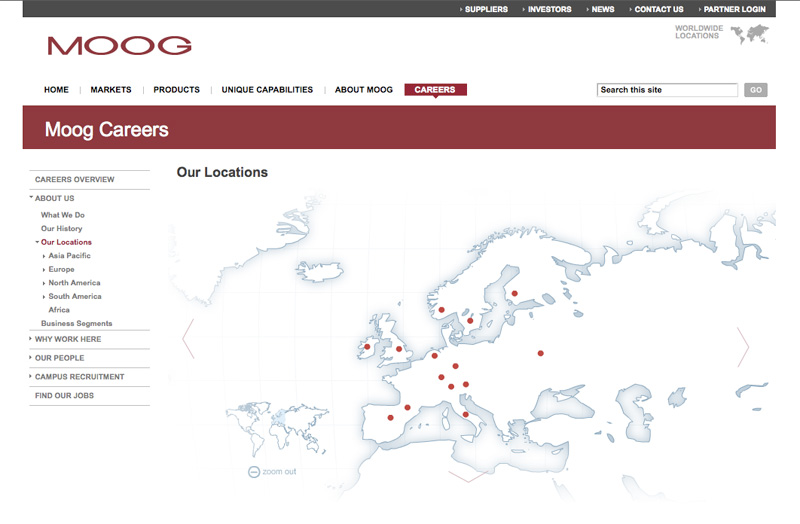 SUPPLIERS INVESTORS NEWS CONTACT US PARTNER LOGIN
MOOG
WORLDWIDE
LOCATIONS
HOME MARKETS PRODUCTS UNIQUE CAPABILITIES ABOUT MOOG CAREERS
Search this site GO
Moog Careers
CAREERS OVERVIEW
ABOUT US
What We Do
Our History
Our Locations
Asia Pacific
Europe
North America
South America
Africa
Business Segments
WHY WORK HERE
OUR PEOPLE
CAMPUS RECRUITMENT
FIND OUR JOBS
Our Locations
zoom out